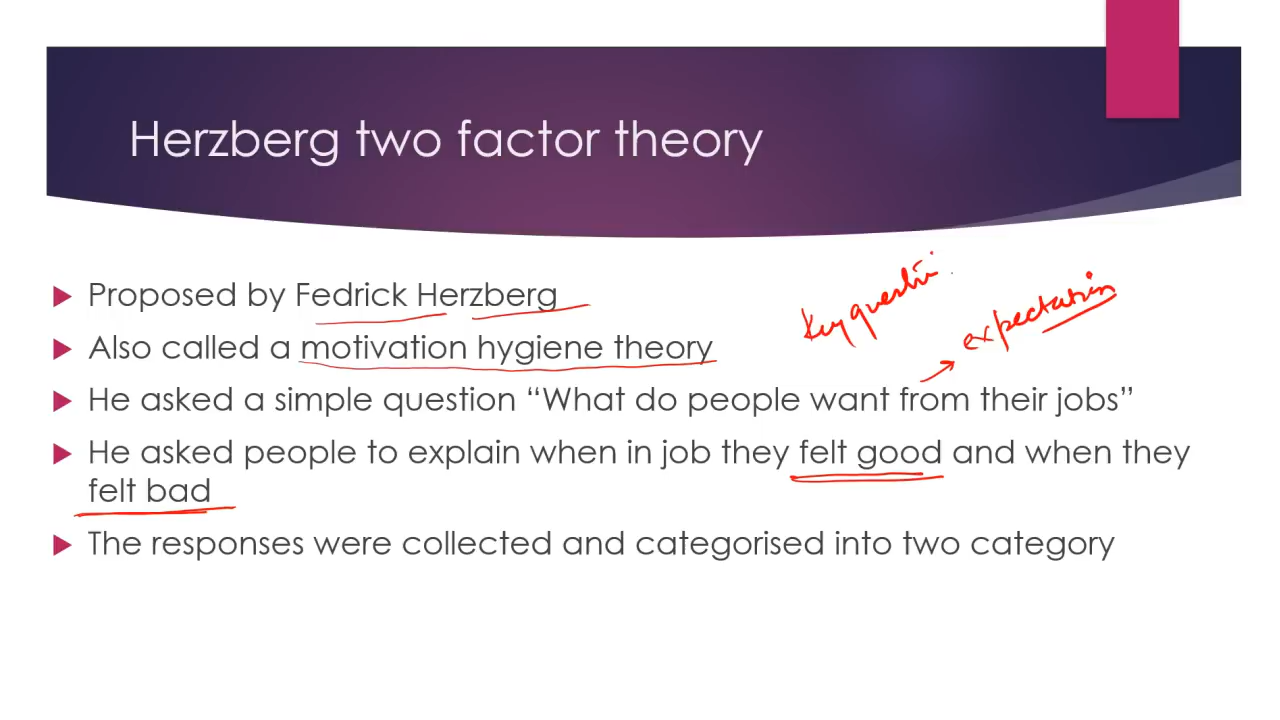 Herzberg two factor theory
Proposed by Fedrick Herzberg
Key questi
expectation
Also called a motivation hygiene theory
He asked a simple question “What do people want from their jobs”
He asked people to explain when in job they felt good and when they
felt bad
The responses were collected and categorised into two category